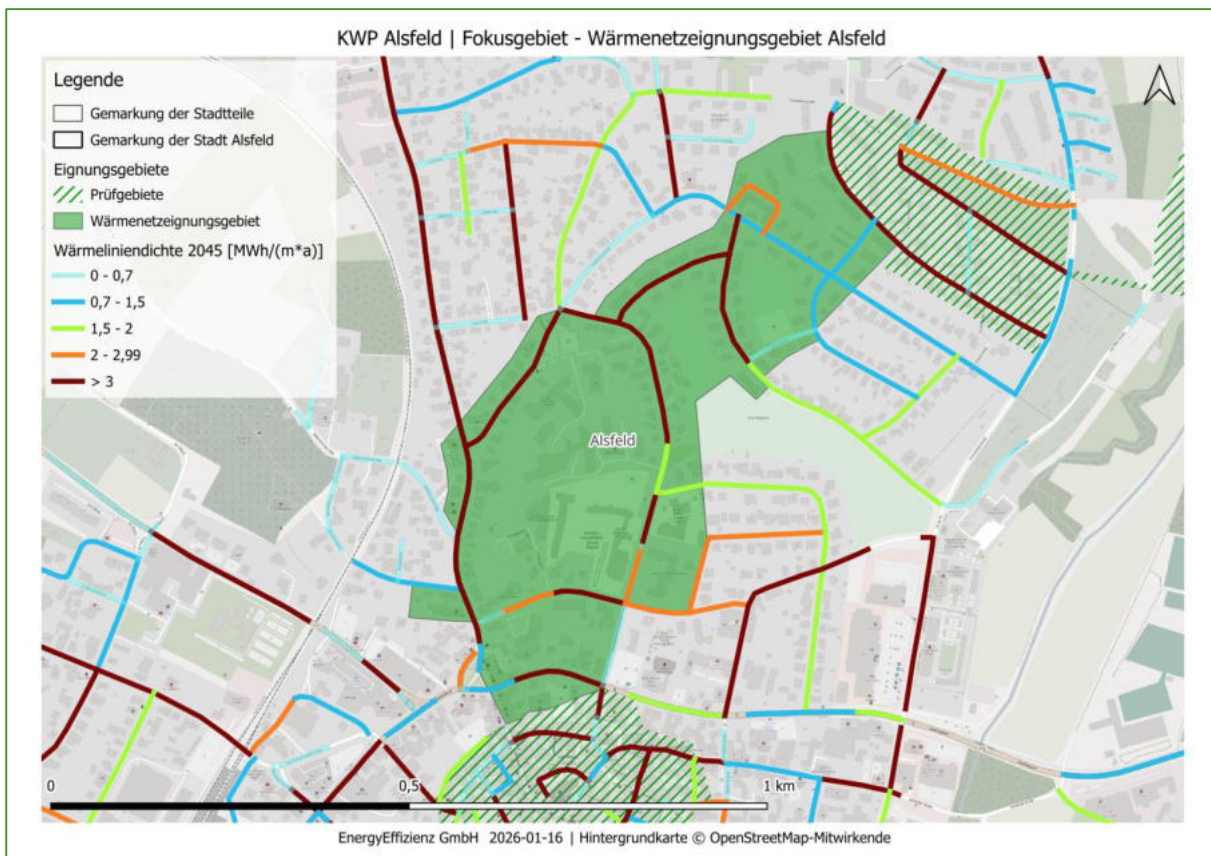 KWP Alsfeld | Fokusgebiet - Wärmenetzeignungsgebiet Alsfeld
Legende
Gemarkung der Stadtteile
Gemarkung der Stadt Alsfeld
Eignungsgebiete
Prüfgebiete
Wärmenetzeignungsgebiet
Wärmeliniendichte 2045 [MWh/(m*a)]
0 - 0,7
0,7 - 1,5
1,5 - 2
2 - 2,99
> 3
Alsfeld
0 0,5 1 km
EnergyEffizienz GmbH 2026-01-16 | Hintergrundkarte © OpenStreetMap-Mitwirkende